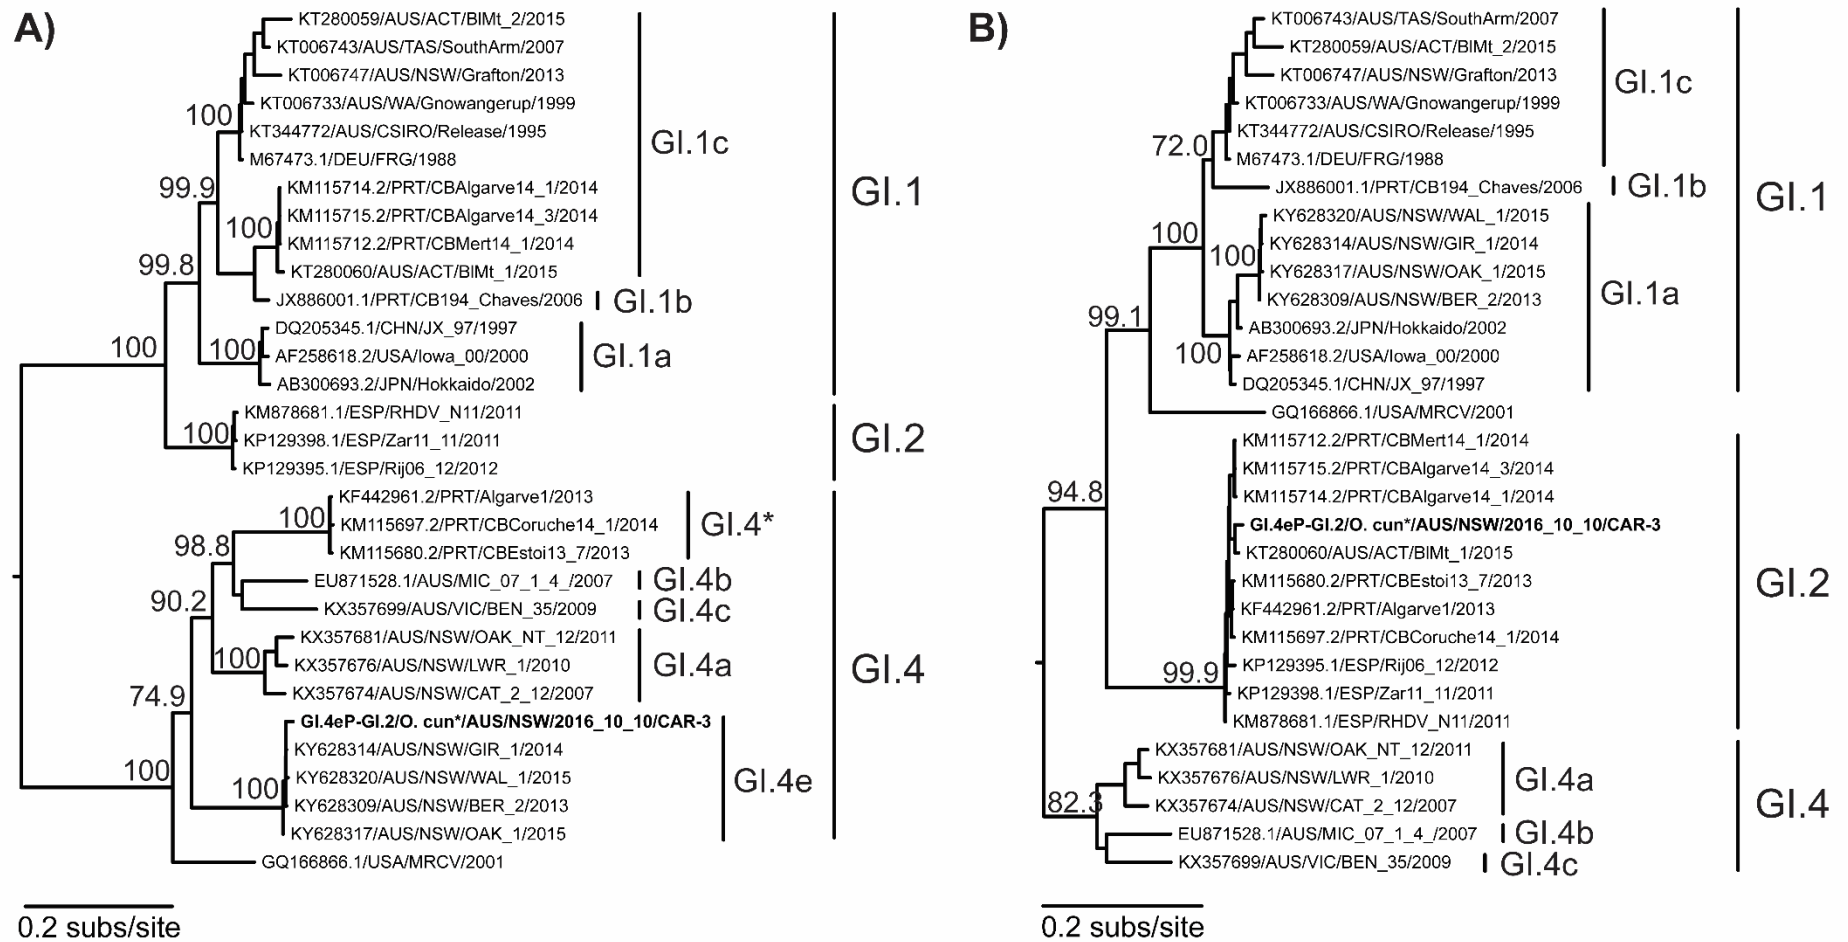 A)
KT280059/AUS/ACT/BlMt_2/2015
KT006743/AUS/TAS/SouthArm/2007
KT006747/AUS/NSW/Grafton/2013
KT006733/AUS/WA/Gnowangerup/1999
100
KT344772/AUS/CSIRO/Release/1995
GI.1c
M67473.1/DEU/FRG/1988
99.9
KM115714.2/PRT/CBAlgarve14_1/2014
GI.1
KM115715.2/PRT/CBAlgarve14_3/2014
100
KM115712.2/PRT/CBMert14_1/2014
99.8
KT280060/AUS/ACT/BlMt_1/2015
JX886001.1/PRT/CB194_Chaves/2006
GI.1b
DQ205345.1/CHN/JX_97/1997
100
100
AF258618.2/USA/Iowa_00/2000
GI.1a
AB300693.2/JPN/Hokkaido/2002
KM878681.1/ESP/RHDV_N11/2011
100
KP129398.1/ESP/Zar11_11/2011
GI.2
KP129395.1/ESP/Rij06_12/2012
KF442961.2/PRT/Algarve1/2013
100
KM115697.2/PRT/CBCoruche14_1/2014
GI.4*
98.8
KM115680.2/PRT/CBEstoi13_7/2013
EU871528.1/AUS/MIC_07_1_4_/2007
GI.4b
90.2
KX357699/AUS/VIC/BEN_35/2009
GI.4c
KX357681/AUS/NSW/OAK_NT_12/2011
100
KX357676/AUS/NSW/LWR_1/2010
GI.4a
GI.4
KX357674/AUS/NSW/CAT_2_12/2007
74.9
GI.4eP-GI.2/O. cun*/AUS/NSW/2016_10_10/CAR-3
KY628314/AUS/NSW/GIR_1/2014
100
100
KY628320/AUS/NSW/WAL_1/2015
GI.4e
KY628309/AUS/NSW/BER_2/2013
KY628317/AUS/NSW/OAK_1/2015
GQ166866.1/USA/MRCV/2001
0.2 subs/site
B)
KT006743/AUS/TAS/SouthArm/2007
KT280059/AUS/ACT/BlMt_2/2015
KT006747/AUS/NSW/Grafton/2013
GI.1c
KT006733/AUS/WA/Gnowangerup/1999
KT344772/AUS/CSIRO/Release/1995
72.0
M67473.1/DEU/FRG/1988
JX886001.1/PRT/CB194_Chaves/2006
GI.1b
GI.1
KY628320/AUS/NSW/WAL_1/2015
100
KY628314/AUS/NSW/GIR_1/2014
100
KY628317/AUS/NSW/OAK_1/2015
GI.1a
KY628309/AUS/NSW/BER_2/2013
99.1
AB300693.2/JPN/Hokkaido/2002
100
AF258618.2/USA/Iowa_00/2000
DQ205345.1/CHN/JX_97/1997
GQ166866.1/USA/MRCV/2001
KM115712.2/PRT/CBMert14_1/2014
KM115715.2/PRT/CBAlgarve14_3/2014
94.8
KM115714.2/PRT/CBAlgarve14_1/2014
GI.4eP-GI.2/O. cun*/AUS/NSW/2016_10_10/CAR-3
KT280060/AUS/ACT/BlMt_1/2015
KM115680.2/PRT/CBEstoi13_7/2013
GI.2
KF442961.2/PRT/Algarve1/2013
KM115697.2/PRT/CBCoruche14_1/2014
99.9
KP129395.1/ESP/Rij06_12/2012
KP129398.1/ESP/Zar11_11/2011
KM878681.1/ESP/RHDV_N11/2011
KX357681/AUS/NSW/OAK_NT_12/2011
KX357676/AUS/NSW/LWR_1/2010
GI.4a
82.3
KX357674/AUS/NSW/CAT_2_12/2007
GI.4
EU871528.1/AUS/MIC_07_1_4_/2007
GI.4b
KX357699/AUS/VIC/BEN_35/2009
GI.4c
0.2 subs/site